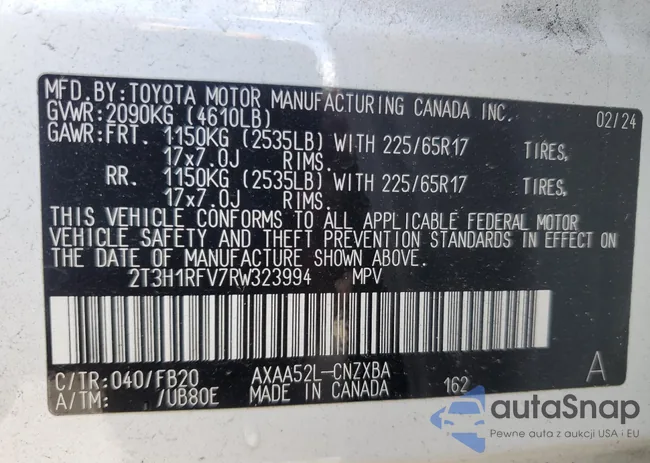 MFD.BY:TOYOTA MOTOR MANUFACTURING CANADA INC.
GVWR:2090KG (4610LB) 02/24
GAWR:FRT. 1150KG (2535LB) WITH 225/65R17 TIRES,
17x7.0J RIMS.
RR. 1150KG (2535LB) WITH 225/65R17 TIRES,
17x7.0J RIMS.
THIS VEHICLE CONFORMS TO ALL APPLICABLE FEDERAL MOTOR
VEHICLE SAFETY AND THEFT PREVENTION STANDARDS IN EFFECT ON
THE DATE OF MANUFACTURE SHOWN ABOVE.
2T3H1RFV7RW323994 MPV
C/TR:040/FB20 AXAA52L-CNZXBA A
A/TM: /UB80E MADE IN CANADA 162
autaSnap
Pewne auta z aukcji USA i EU